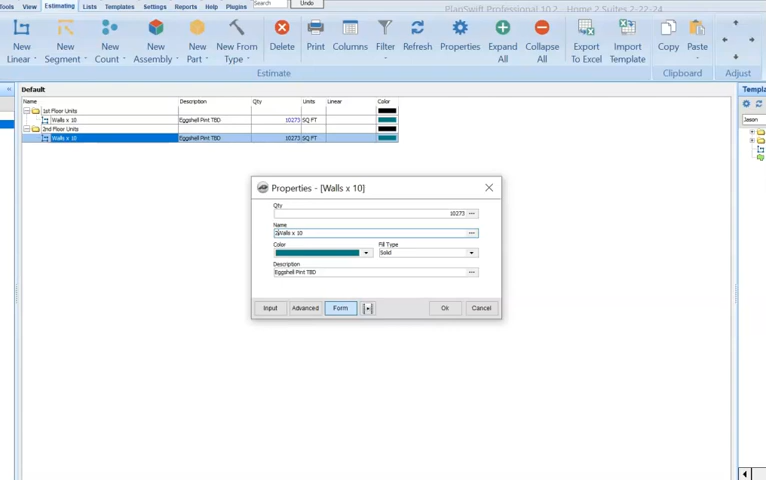 Tools View Estimating Lists Templates Settings Reports Help Plugins Search Undo
PlanSwift Professional 10.2 - Home 2 Suites 2-22-24
New Linear New Segment New Count New Assembly New Part New From Type Delete Print Columns Filter Refresh Properties Expand All Collapse All Export To Excel Import Template Copy Paste
Estimate Clipboard Adjust
Default
Name Description Qty Units Linear Color
1st Floor Units
Walls x 10 Eggshell Pint TBD 10273 SQ FT
2nd Floor Units
Walls x 10 Eggshell Pint TBD 10273 SQ FT
Jason
Properties - [Walls x 10]
Qty
10273
Name
2Walls x 10
Color Fill Type
Solid
Description
Eggshell Pint TBD
Input Advanced Form Ok Cancel